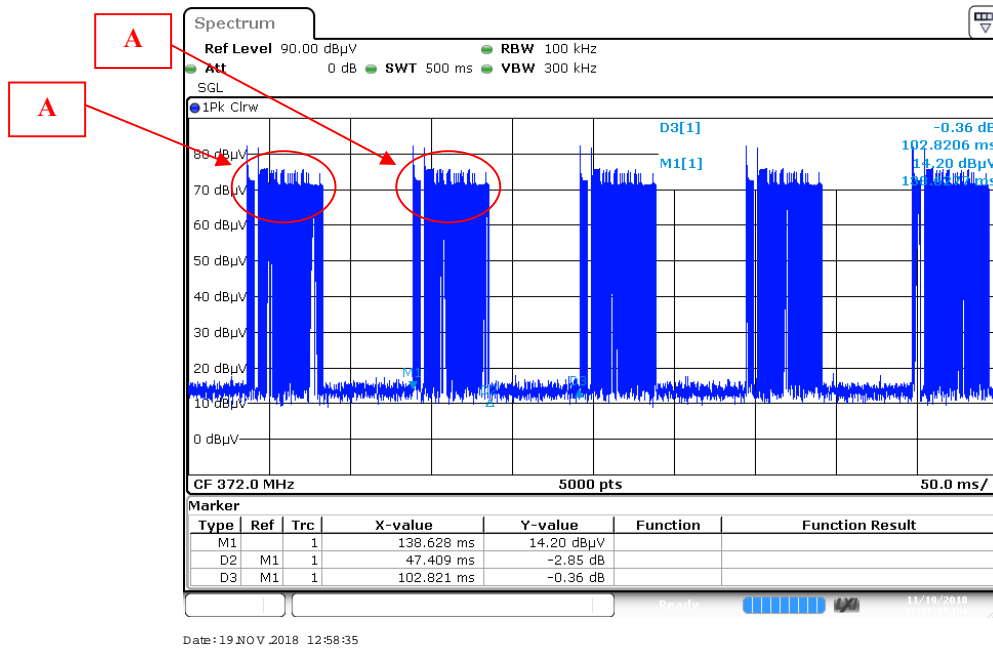 A
A
Spectrum
Ref Level 90.00 dBµV RBW 100 kHz
Att 0 dB SWT 500 ms VBW 300 kHz
SGL
1Pk Clrw
D3[1] -0.36 dB
102.8206 ms
M1[1] 14.20 dBµV
80 dBµV
70 dBµV
60 dBµV
50 dBµV
40 dBµV
30 dBµV
20 dBµV
M1
D3
10 dBµV
0 dBµV
CF 372.0 MHz 5000 pts 50.0 ms/
Marker
Type Ref Trc X-value Y-value Function Function Result
M1 1 138.628 ms 14.20 dBµV
D2 M1 1 47.409 ms -2.85 dB
D3 M1 1 102.821 ms -0.36 dB
Ready LXI 11/19/2018
Date: 19.NOV.2018 12:58:35